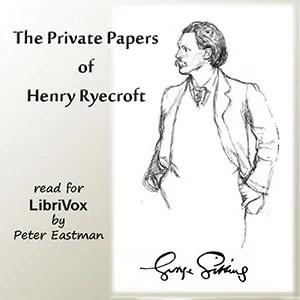 The Private Papers
of
Henry Ryecroft
read for
LibriVox
by
Peter Eastman
George Gissing